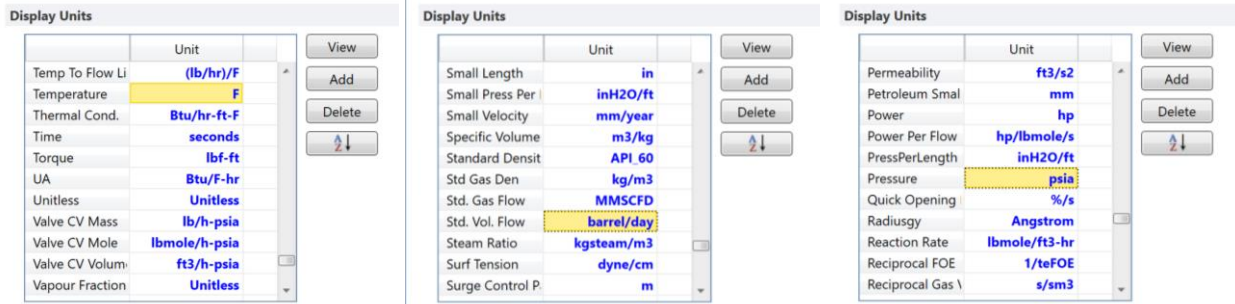 Display Units
Unit
View
Add
Delete
Temp To Flow Li (lb/hr)/F
Temperature F
Thermal Cond. Btu/hr-ft-F
Time seconds
Torque lbf-ft
UA Btu/F-hr
Unitless Unitless
Valve CV Mass lb/h-psia
Valve CV Mole lbmole/h-psia
Valve CV Volum ft3/h-psia
Vapour Fraction Unitless
Display Units
Unit
View
Add
Delete
Small Length in
Small Press Per inH2O/ft
Small Velocity mm/year
Specific Volume m3/kg
Standard Densit API_60
Std Gas Den kg/m3
Std. Gas Flow MMSCFD
Std. Vol. Flow barrel/day
Steam Ratio kgsteam/m3
Surf Tension dyne/cm
Surge Control P m
Display Units
Unit
View
Add
Delete
Permeability ft3/s2
Petroleum Smal mm
Power hp
Power Per Flow hp/lbmole/s
PressPerLength inH2O/ft
Pressure psia
Quick Opening %/s
Radiusgy Angstrom
Reaction Rate lbmole/ft3-hr
Reciprocal FOE 1/teFOE
Reciprocal Gas s/sm3